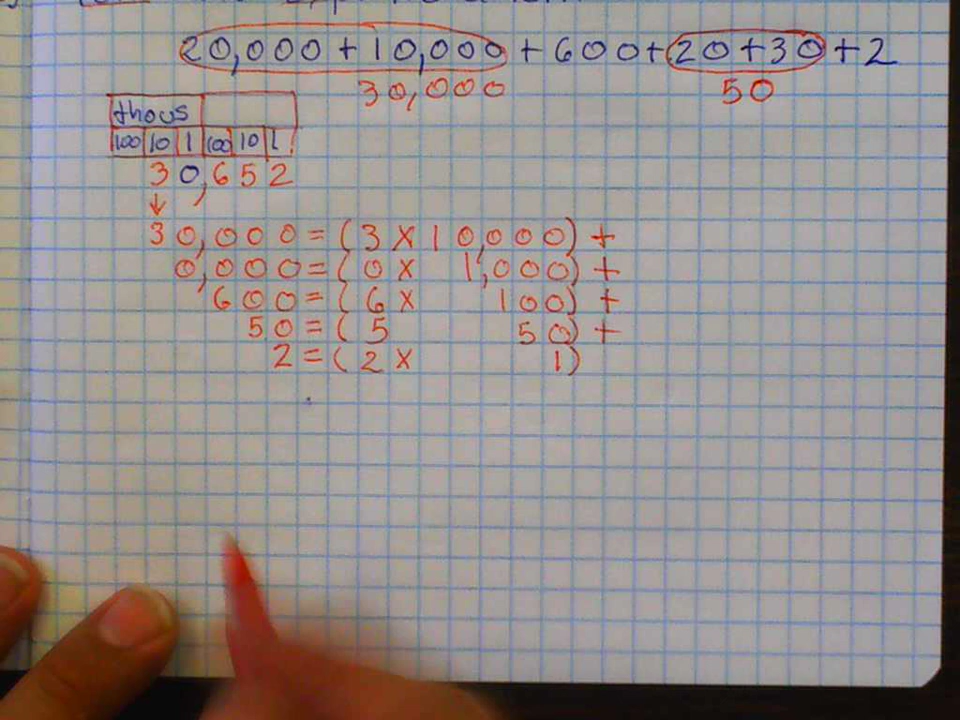 20,000 + 10,000 + 600 + 20 + 30 + 2
30,000 50
thous
100 10 1 100 10 1
30,652
↓
30,000 = (3 × 10,000) +
0,000 = (0 × 1,000) +
600 = (6 × 100) +
50 = (5 50) +
2 = (2 × 1)